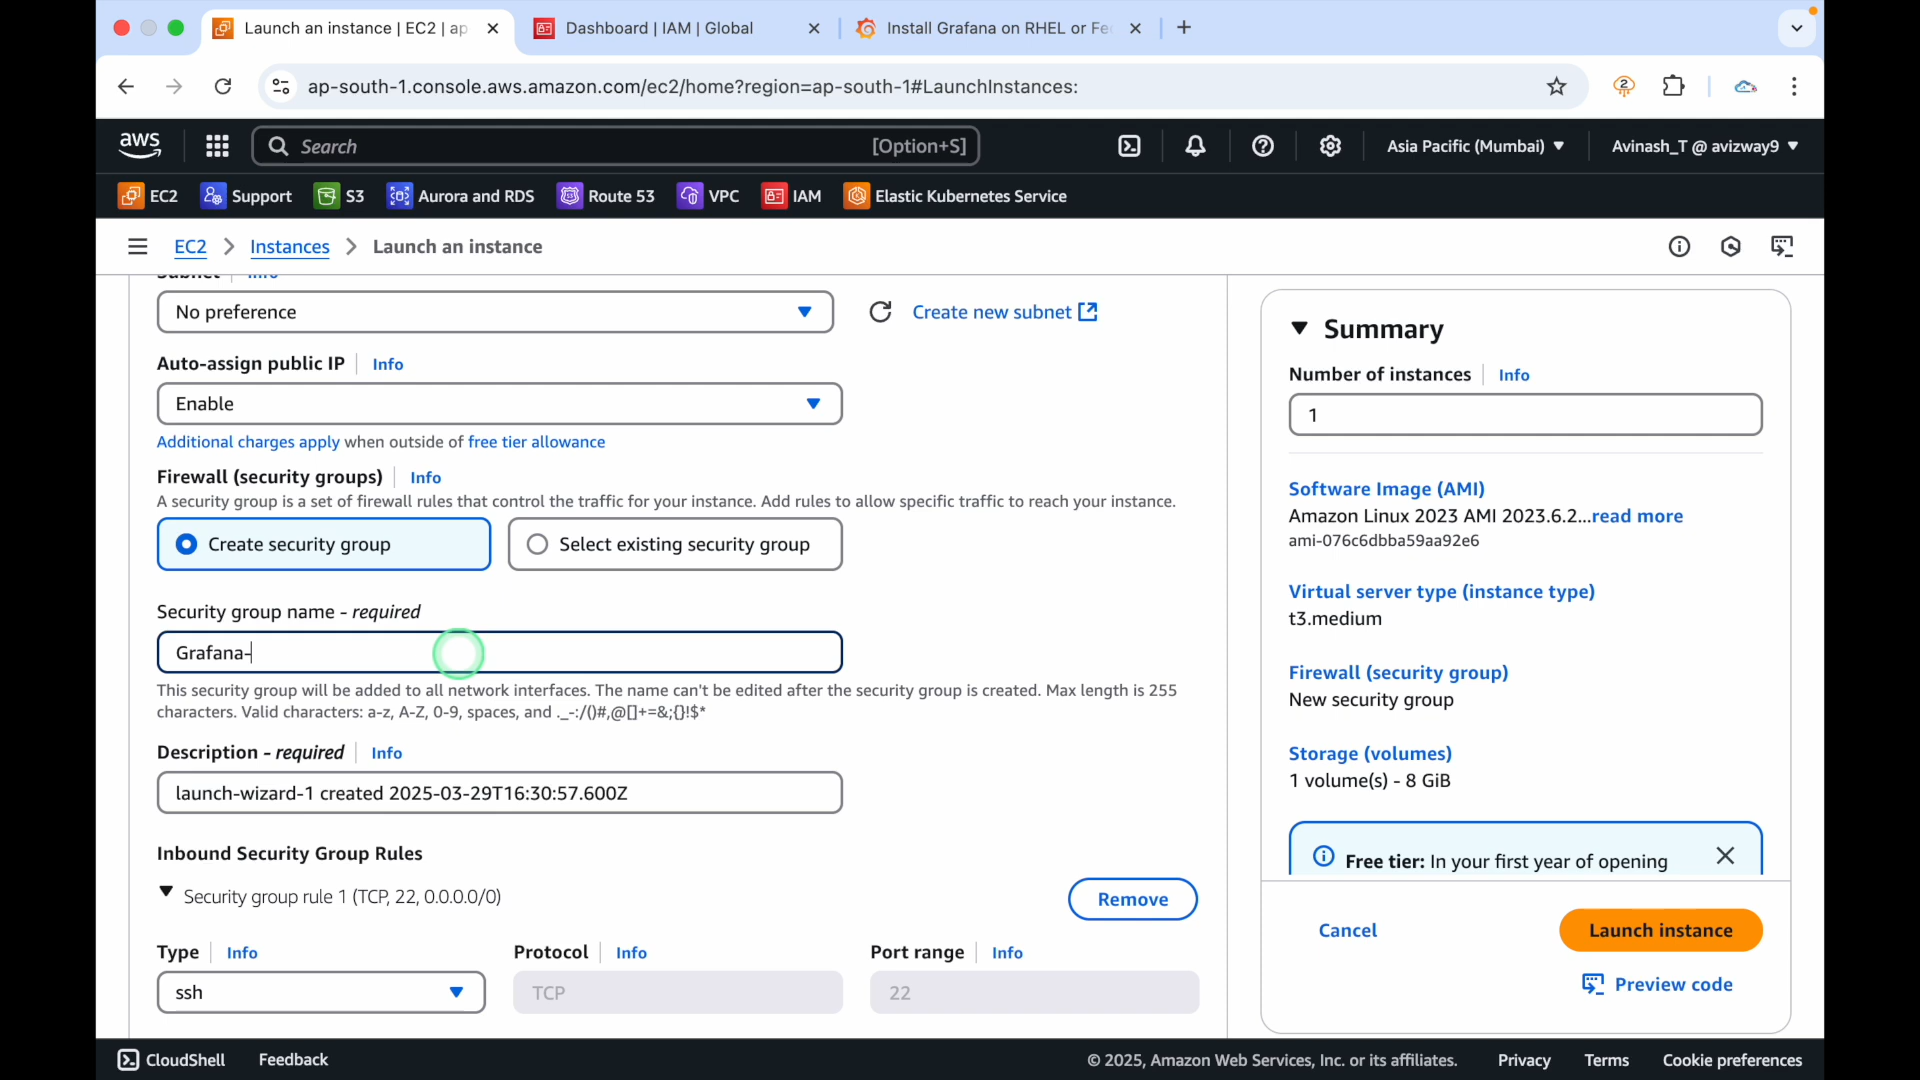 Launch an instance | EC2 | ap
Dashboard | IAM | Global
Install Grafana on RHEL or Fe
ap-south-1.console.aws.amazon.com/ec2/home?region=ap-south-1#LaunchInstances:
2
aws
Search
[Option+S]
Asia Pacific (Mumbai)
Avinash_T @ avizway9
EC2
Support
S3
Aurora and RDS
Route 53
VPC
IAM
Elastic Kubernetes Service
EC2
Instances
Launch an instance
Subnet
Info
No preference
Create new subnet
Auto-assign public IP
Info
Enable
Additional charges apply when outside of free tier allowance
Firewall (security groups)
Info
A security group is a set of firewall rules that control the traffic for your instance. Add rules to allow specific traffic to reach your instance.
Create security group
Select existing security group
Security group name - required
Grafana-
This security group will be added to all network interfaces. The name can't be edited after the security group is created. Max length is 255
characters. Valid characters: a-z, A-Z, 0-9, spaces, and ._-:/()#,@[]+=&;{}!$*
Description - required
Info
launch-wizard-1 created 2025-03-29T16:30:57.600Z
Inbound Security Group Rules
Security group rule 1 (TCP, 22, 0.0.0.0/0)
Remove
Type
Info
Protocol
Info
Port range
Info
ssh
TCP
22
Summary
Number of instances
Info
1
Software Image (AMI)
Amazon Linux 2023 AMI 2023.6.2...read more
ami-076c6dbba59aa92e6
Virtual server type (instance type)
t3.medium
Firewall (security group)
New security group
Storage (volumes)
1 volume(s) - 8 GiB
Free tier: In your first year of opening
Cancel
Launch instance
Preview code
CloudShell
Feedback
© 2025, Amazon Web Services, Inc. or its affiliates.
Privacy
Terms
Cookie preferences